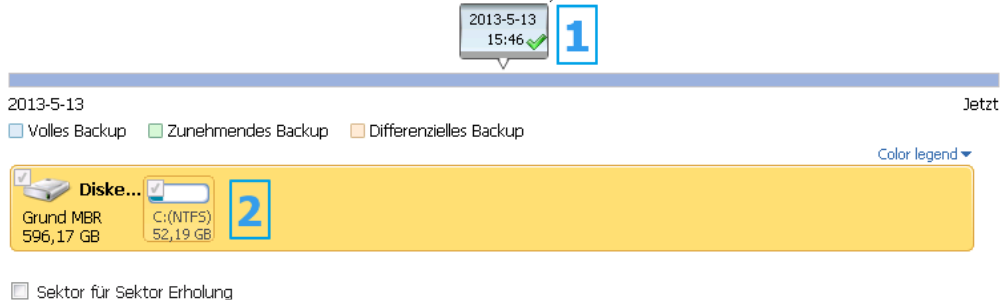 2013-5-13
15:46
1
2013-5-13 Jetzt
Volles Backup Zunehmendes Backup Differenzielles Backup
Color legend
Diske...
Grund MBR
596,17 GB
C:(NTFS)
52,19 GB
2
Sektor für Sektor Erholung